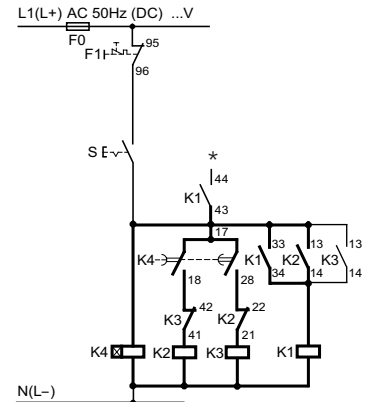 L1(L+) AC 50Hz (DC) ...V
F0
95
F1
96
S E
*
44
K1
43
17
33 13 13
K4 K1 K2 K3
18 28 34 14 14
42 22
K3 K2
41 21
K4 K2 K3 K1
N(L−)